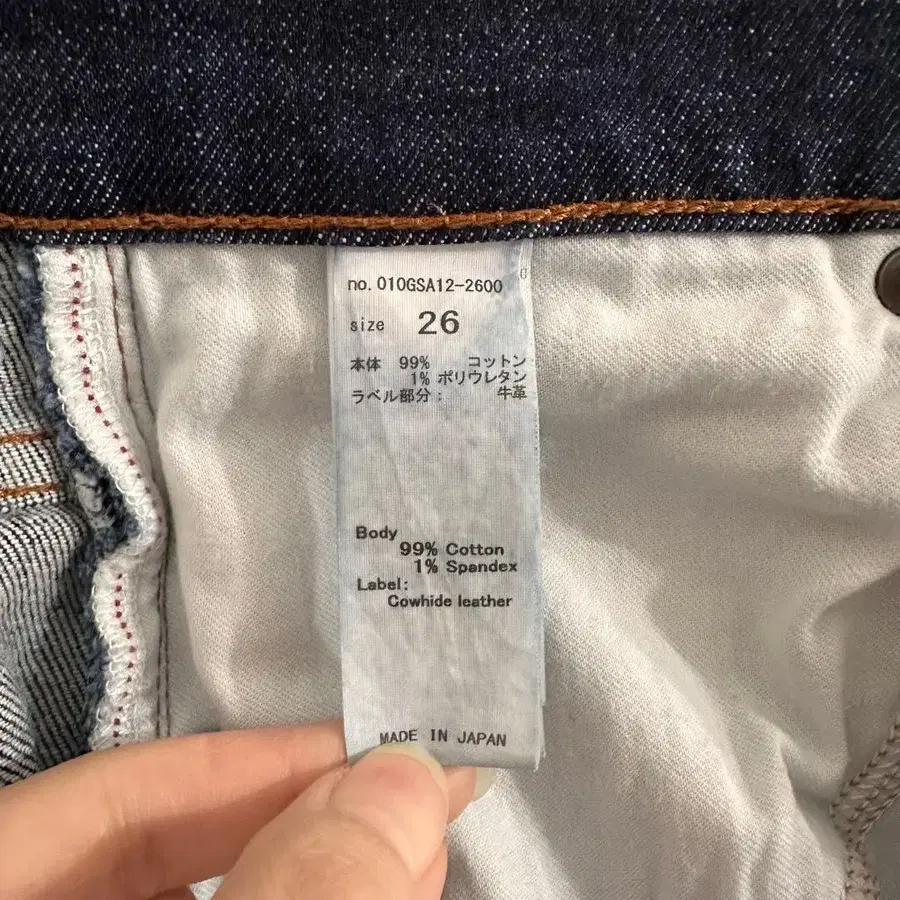 no. 010GSA12-2600
size 26
本体 99% コットン
1% ポリウレタン
ラベル部分: 牛革
Body
99% Cotton
1% Spandex
Label:
Cowhide leather
MADE IN JAPAN